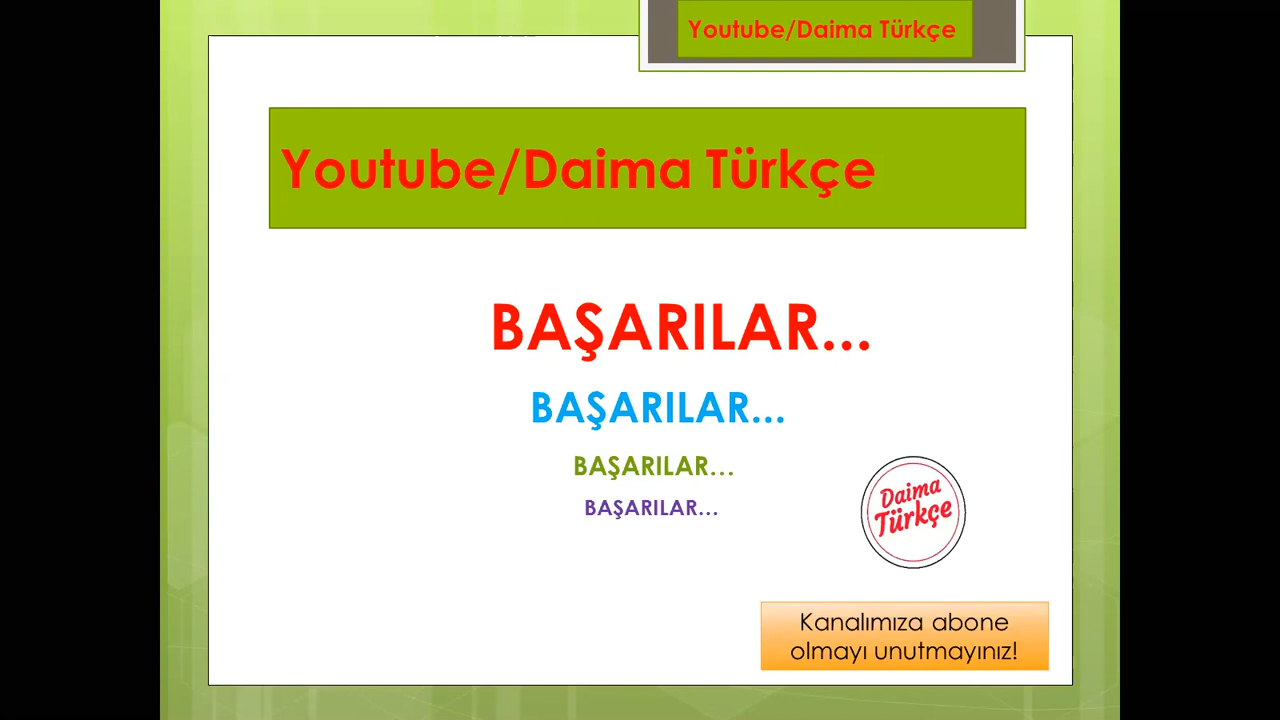 Youtube/Daima Türkçe
Youtube/Daima Türkçe
BAŞARILAR...
BAŞARILAR...
BAŞARILAR...
BAŞARILAR...
Daima
Türkçe
Kanalımıza abone
olmayı unutmayınız!